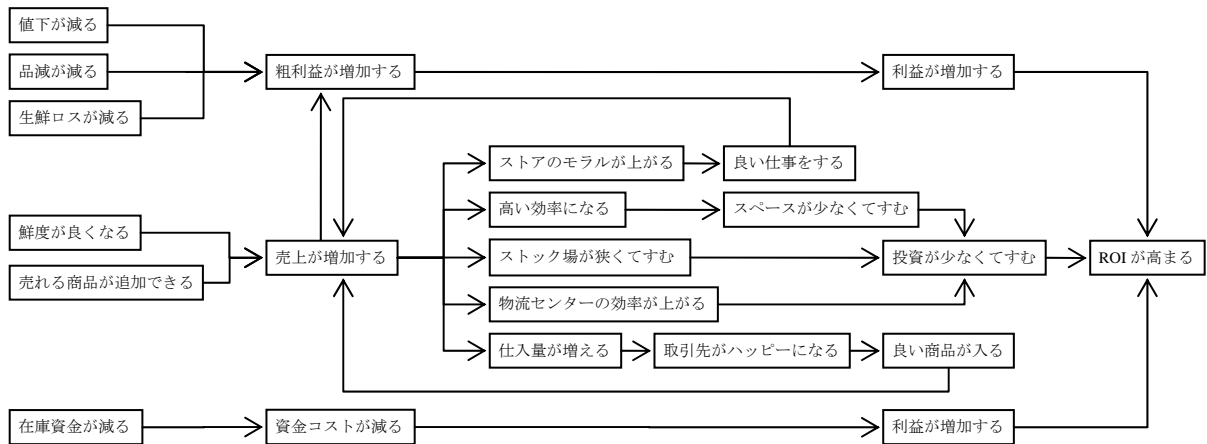 値下が減る
品減が減る
粗利益が増加する
利益が増加する
生鮮ロスが減る
ストアのモラルが上がる
良い仕事をする
高い効率になる
スペースが少なくてすむ
鮮度が良くなる
売上が増加する
ストック場が狭くてすむ
投資が少なくてすむ
ROI が高まる
売れる商品が追加できる
物流センターの効率が上がる
仕入量が増える
取引先がハッピーになる
良い商品が入る
在庫資金が減る
資金コストが減る
利益が増加する